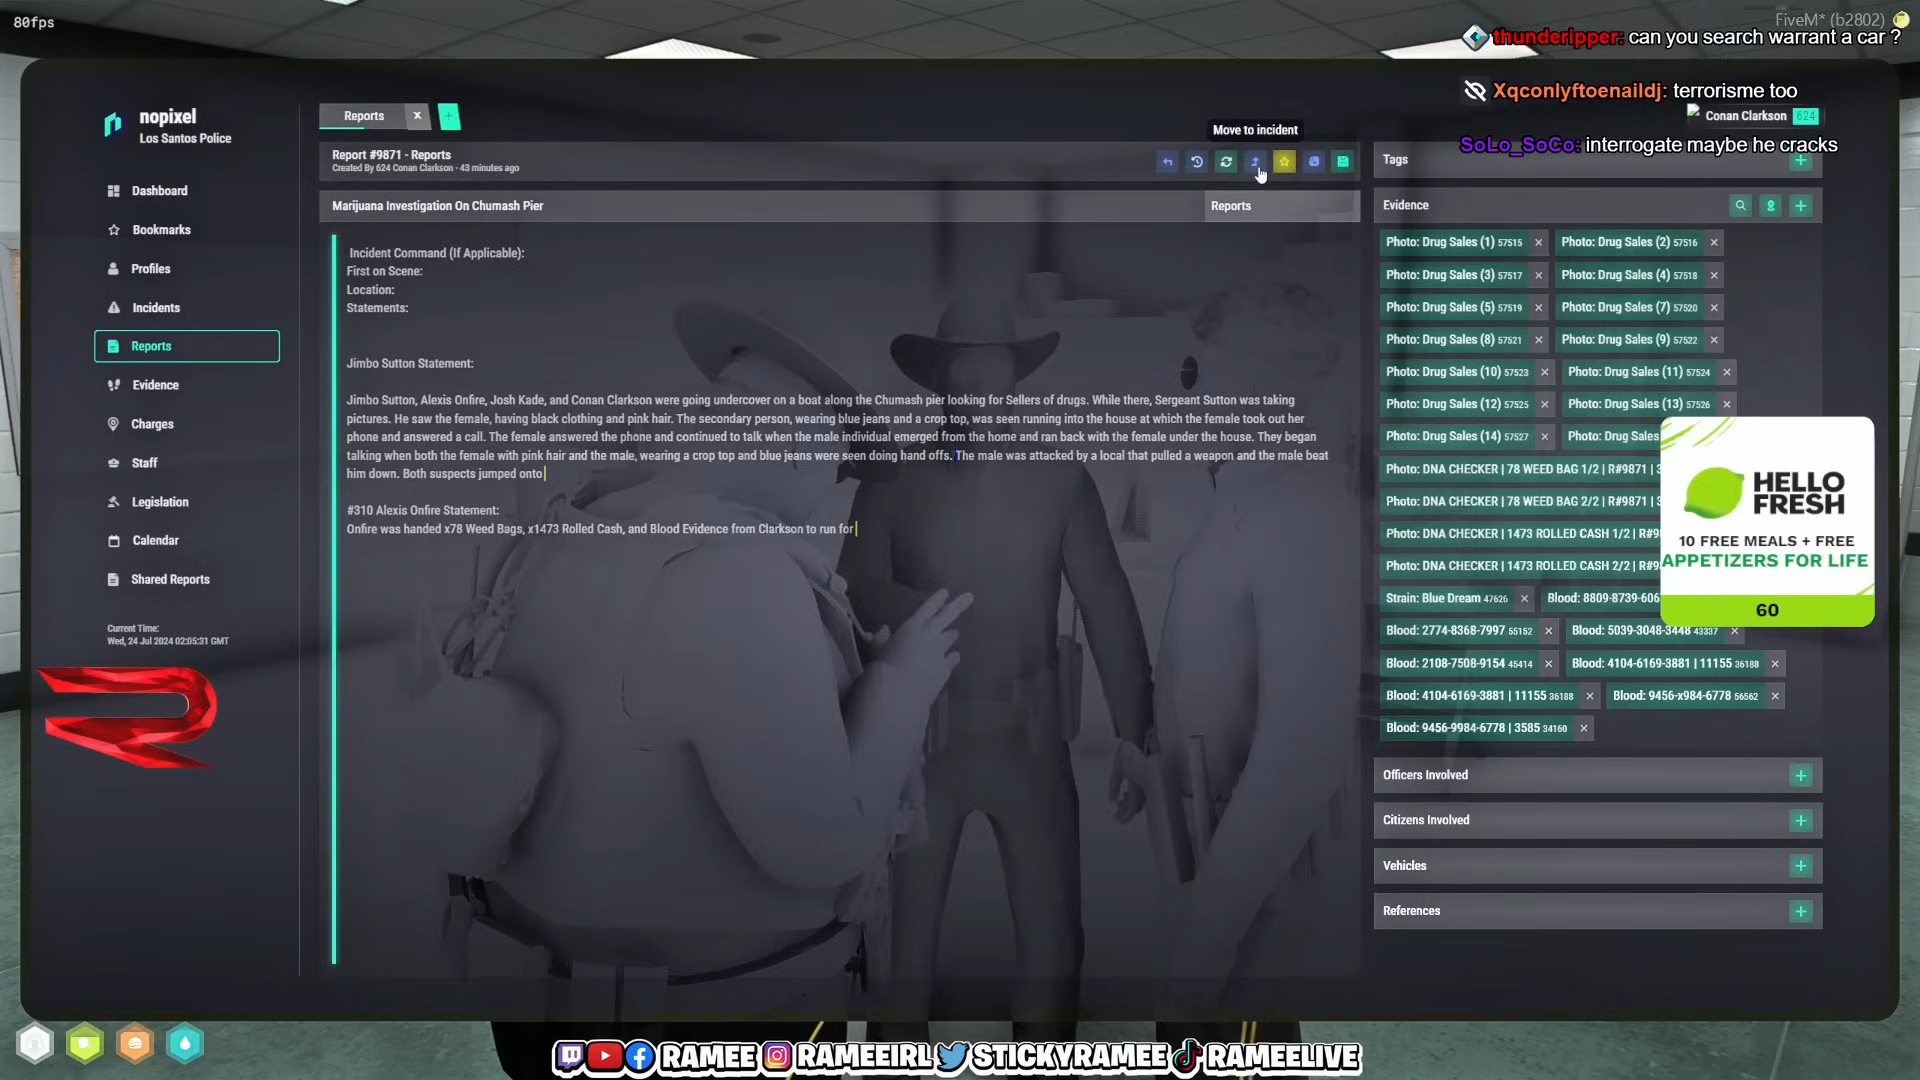 80fps
FiveM* (b2802)
thunderipper: can you search warrant a car ?
Xqconlyftoenaildj: terrorisme too
SoLo_SoCo: interrogate maybe he cracks
nopixel
Los Santos Police
Conan Clarkson 624
Dashboard
Bookmarks
Profiles
Incidents
Reports
Evidence
Charges
Staff
Legislation
Calendar
Shared Reports
Current Time:
Wed, 24 Jul 2024 02:05:31 GMT
Reports x +
Move to incident
Report #9871 - Reports
Created By 624 Conan Clarkson - 43 minutes ago
Marijuana Investigation On Chumash Pier
Reports
Incident Command (If Applicable):
First on Scene:
Location:
Statements:
Jimbo Sutton Statement:
Jimbo Sutton, Alexis Onfire, Josh Kade, and Conan Clarkson were going undercover on a boat along the Chumash pier looking for Sellers of drugs. While there, Sergeant Sutton was taking
pictures. He saw the female, having black clothing and pink hair. The secondary person, wearing blue jeans and a crop top, was seen running into the house at which the female took out her
phone and answered a call. The female answered the phone and continued to talk when the male individual emerged from the home and ran back with the female under the house. They began
talking when both the female with pink hair and the male, wearing a crop top and blue jeans were seen doing hand offs. The male was attacked by a local that pulled a weapon and the male beat
him down. Both suspects jumped onto
#310 Alexis Onfire Statement:
Onfire was handed x78 Weed Bags, x1473 Rolled Cash, and Blood Evidence from Clarkson to run for
Tags
Evidence
Photo: Drug Sales (1) 57515 Photo: Drug Sales (2) 57516
Photo: Drug Sales (3) 57517 Photo: Drug Sales (4) 57518
Photo: Drug Sales (5) 57519 Photo: Drug Sales (7) 57520
Photo: Drug Sales (8) 57521 Photo: Drug Sales (9) 57522
Photo: Drug Sales (10) 57523 Photo: Drug Sales (11) 57524
Photo: Drug Sales (12) 57525 Photo: Drug Sales (13) 57526
Photo: Drug Sales (14) 57527 Photo: Drug Sales
Photo: DNA CHECKER | 78 WEED BAG 1/2 | R#9871 | 3
Photo: DNA CHECKER | 78 WEED BAG 2/2 | R#9871 | 3
Photo: DNA CHECKER | 1473 ROLLED CASH 1/2 | R#9
Photo: DNA CHECKER | 1473 ROLLED CASH 2/2 | R#9
Strain: Blue Dream 47626 Blood: 8809-8739-606
Blood: 2774-8368-7997 55152 Blood: 5039-3048-3448 43337
Blood: 2108-7508-9154 45414 Blood: 4104-6169-3881 | 11155 36188
Blood: 4104-6169-3881 | 11155 36188 Blood: 9456-x984-6778 56562
Blood: 9456-9984-6778 | 3585 34160
Officers Involved
Citizens Involved
Vehicles
References
HELLO
FRESH
10 FREE MEALS + FREE
APPETIZERS FOR LIFE
60
RAMEE RAMEEIRL STICKYRAMEE RAMEELIVE